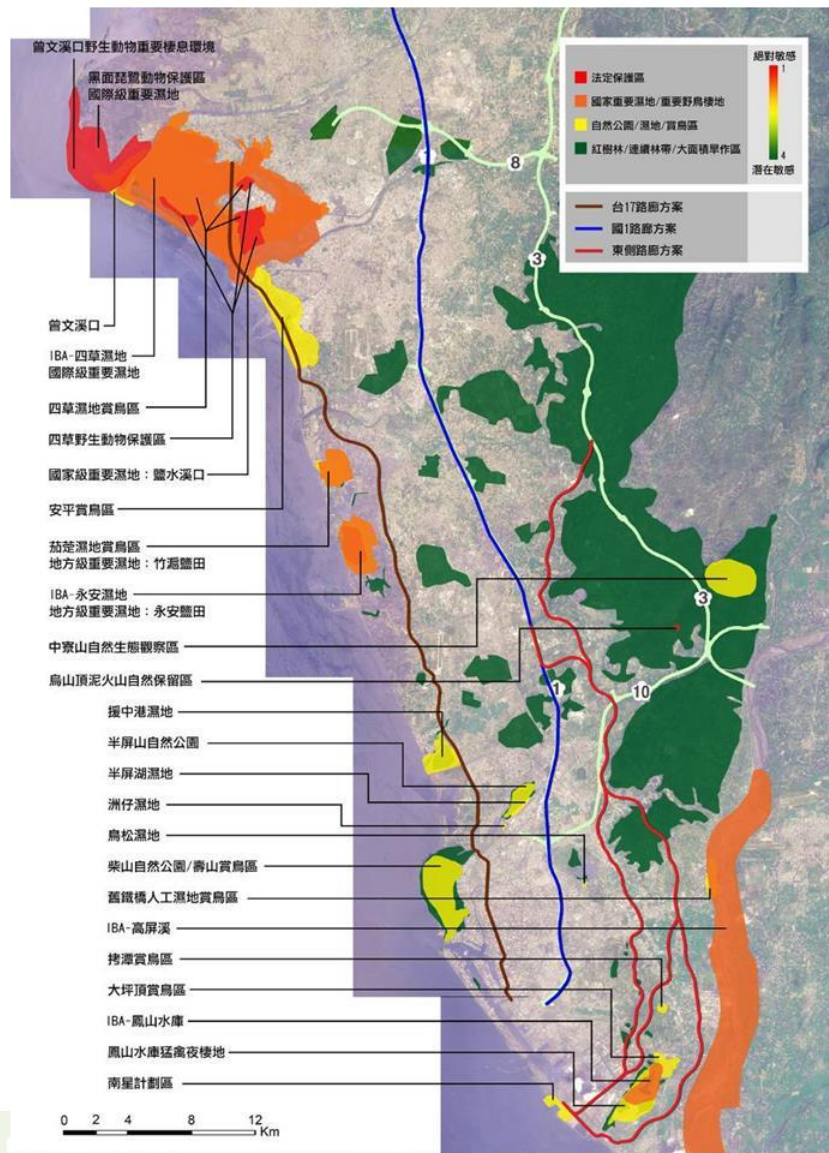 曾文溪口野生動物重要棲息環境
黑面琵鷺動物保護區
國際級重要濕地
曾文溪口
IBA-四草濕地
國際級重要濕地
四草濕地賞鳥區
四草野生動物保護區
國家級重要濕地：鹽水溪口
安平賞鳥區
茄萣濕地賞鳥區
地方級重要濕地：竹滬鹽田
IBA-永安濕地
地方級重要濕地：永安鹽田
中寮山自然生態觀察區
烏山頂泥火山自然保留區
援中港濕地
半屏山自然公園
半屏湖濕地
洲仔濕地
鳥松濕地
柴山自然公園/壽山賞鳥區
舊鐵橋人工濕地賞鳥區
IBA-高屏溪
拷潭賞鳥區
大坪頂賞鳥區
IBA-鳳山水庫
鳳山水庫猛禽夜棲地
南星計劃區
0 2 4 8 12
Km
法定保護區
國家重要濕地/重要野鳥棲地
自然公園/濕地/賞鳥區
紅樹林/連續林帶/大面積旱作區
絕對敏感
1
4
潛在敏感
台17路廊方案
國1路廊方案
東側路廊方案
1
8
3
3
1
10